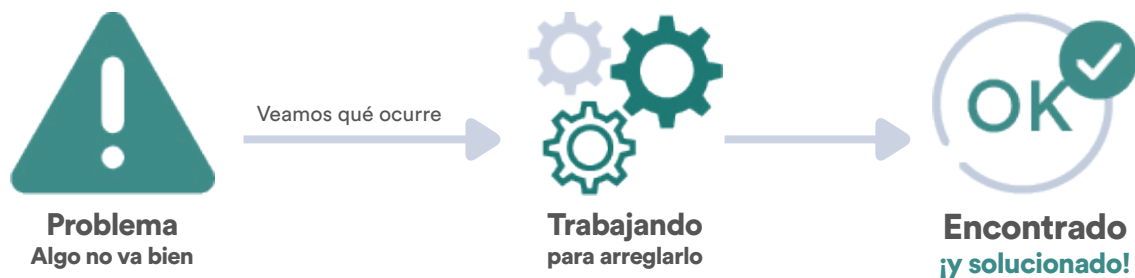 Veamos qué ocurre
OK
Problema
Algo no va bien
Trabajando
para arreglarlo
Encontrado
¡y solucionado!